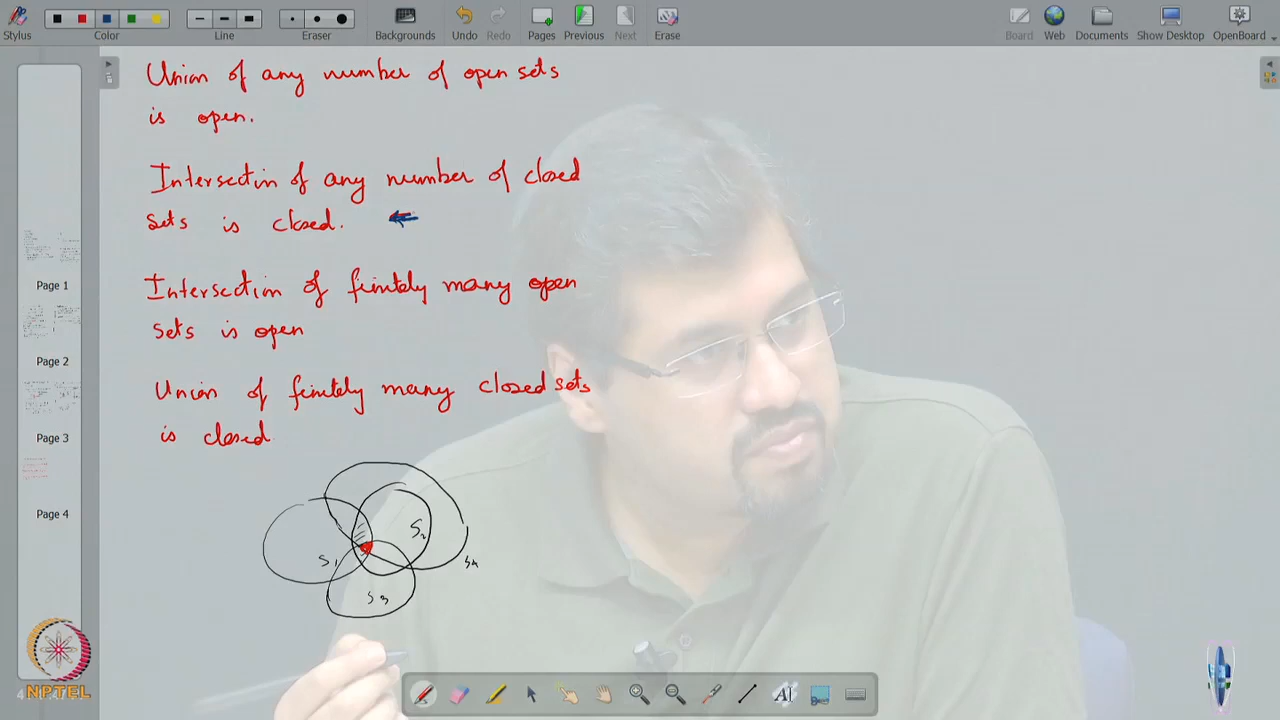 Stylus
Color
Line
Eraser
Backgrounds
Undo
Redo
Pages
Previous
Next
Erase
Board
Web
Documents
Show Desktop
OpenBoard
Union of any number of open sets
is open.
Intersectin of any number of closed
sets is closed.
Intersection of finitely many open
sets is open
Union of finitely many closed sets
is closed
S1
S2
S3
S4
Page 1
Page 2
Page 3
Page 4
NPTEL